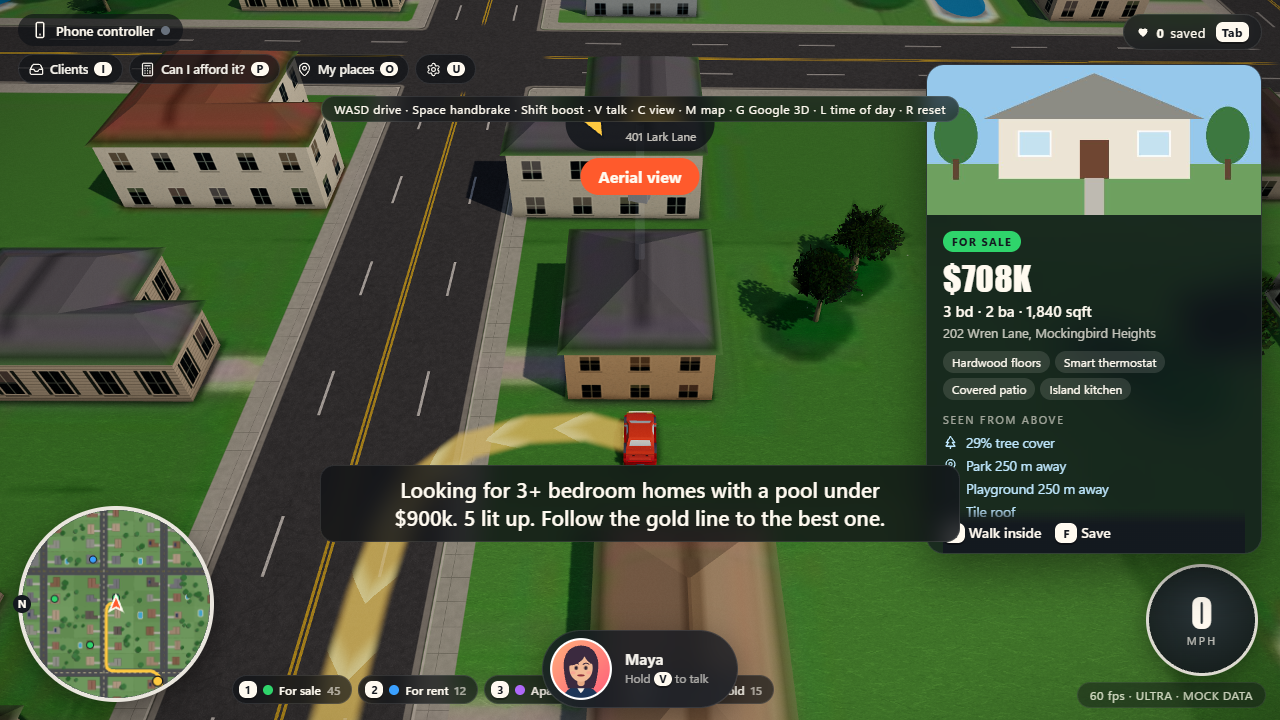 Phone controller
0 saved Tab
Clients I
Can I afford it? P
My places O
U
WASD drive · Space handbrake · Shift boost · V talk · C view · M map · G Google 3D · L time of day · R reset
401 Lark Lane
Aerial view
FOR SALE
$708K
3 bd · 2 ba · 1,840 sqft
202 Wren Lane, Mockingbird Heights
Hardwood floors
Smart thermostat
Covered patio
Island kitchen
SEEN FROM ABOVE
29% tree cover
Park 250 m away
Playground 250 m away
Tile roof
Walk inside
F Save
Looking for 3+ bedroom homes with a pool under
$900k. 5 lit up. Follow the gold line to the best one.
N
0
MPH
Maya
Hold V to talk
1 For sale 45
2 For rent 12
3
15
60 fps · ULTRA · MOCK DATA